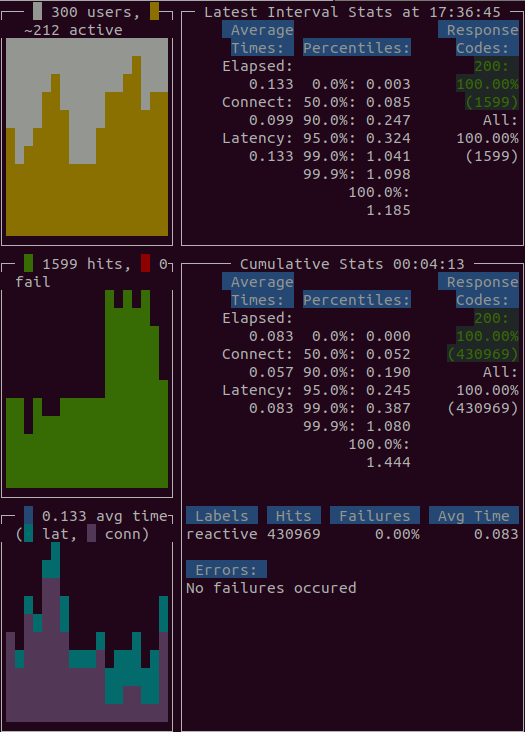 300 users,
~212 active
1599 hits, 0
fail
0.133 avg time
( lat, conn)
Latest Interval Stats at 17:36:45
Average Response
Times: Percentiles: Codes:
Elapsed: 200:
0.133 0.0%: 0.003 100.00%
Connect: 50.0%: 0.085 (1599)
0.099 90.0%: 0.247 All:
Latency: 95.0%: 0.324 100.00%
0.133 99.0%: 1.041 (1599)
99.9%: 1.098
100.0%:
1.185
Cumulative Stats 00:04:13
Average Response
Times: Percentiles: Codes:
Elapsed: 200:
0.083 0.0%: 0.000 100.00%
Connect: 50.0%: 0.052 (430969)
0.057 90.0%: 0.190 All:
Latency: 95.0%: 0.245 100.00%
0.083 99.0%: 0.387 (430969)
99.9%: 1.080
100.0%:
1.444
Labels Hits Failures Avg Time
reactive 430969 0.00% 0.083
Errors:
No failures occured